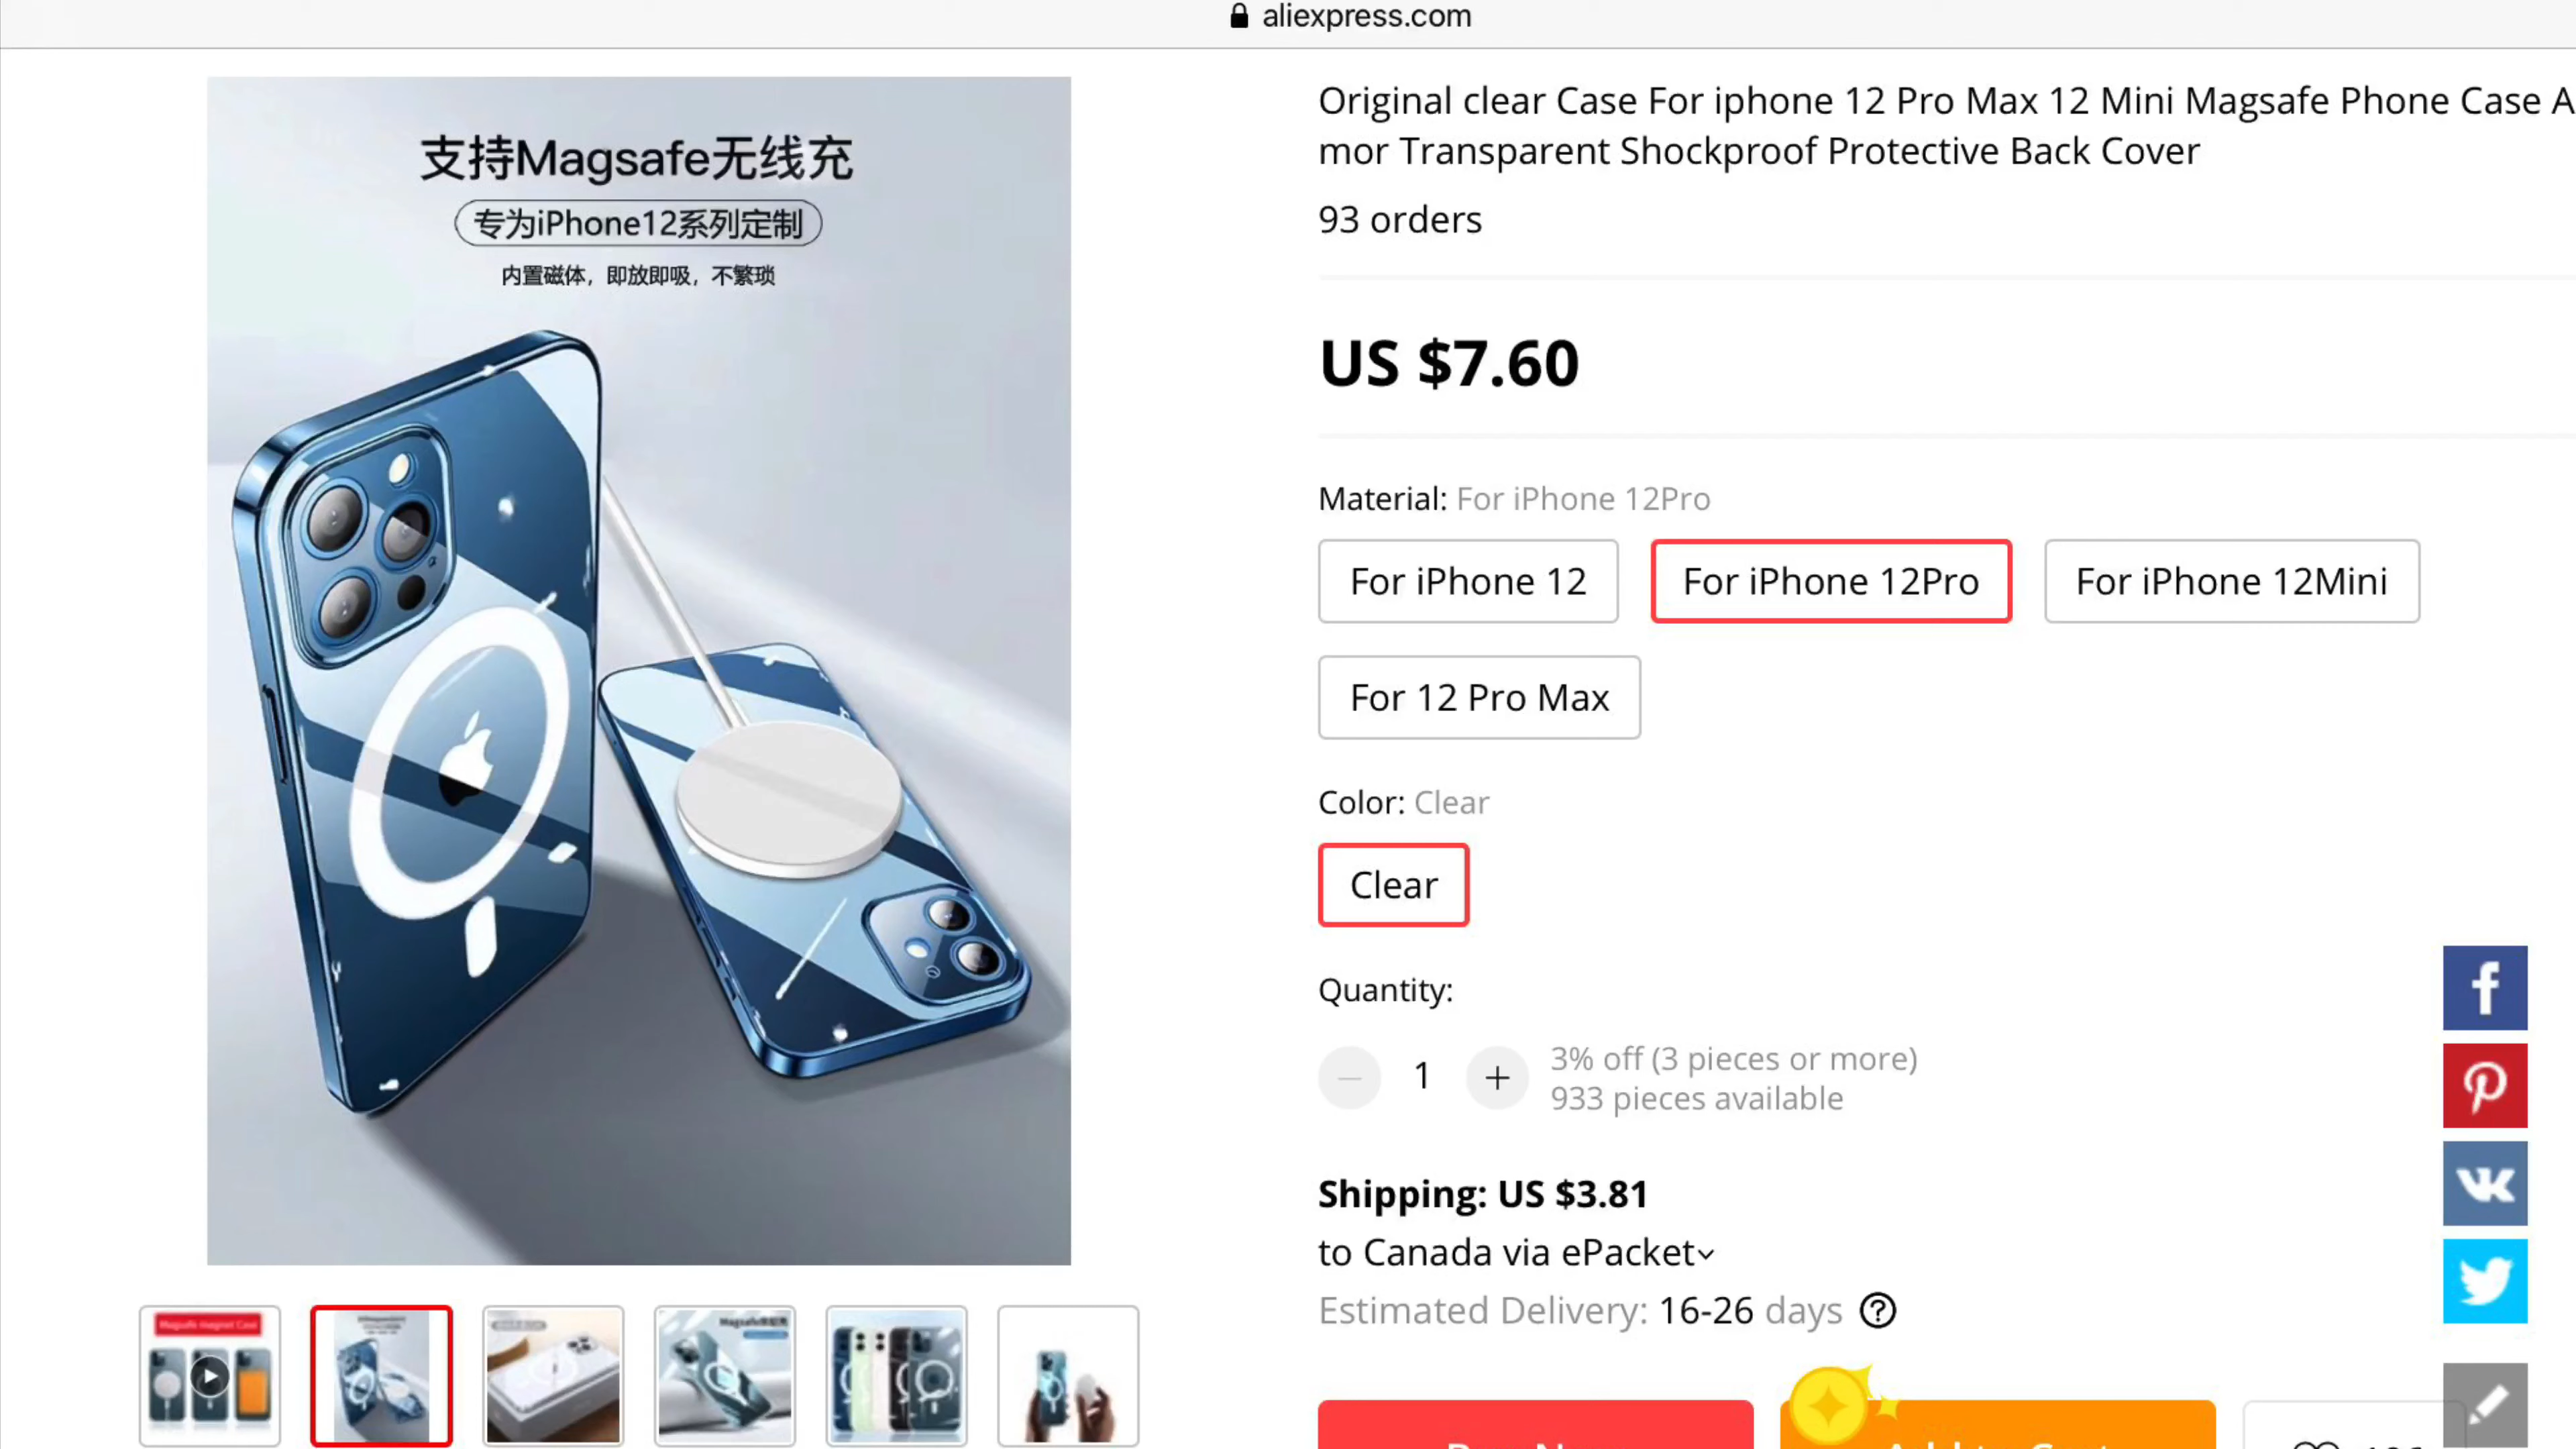 aliexpress.com
支持Magsafe无线充
专为iPhone12系列定制
内置磁体，即放即吸，不繁琐
Original clear Case For iphone 12 Pro Max 12 Mini Magsafe Phone Case A
mor Transparent Shockproof Protective Back Cover
93 orders
US $7.60
Material: For iPhone 12Pro
For iPhone 12
For iPhone 12Pro
For iPhone 12Mini
For 12 Pro Max
Color: Clear
Clear
Quantity:
1
3% off (3 pieces or more)
933 pieces available
Shipping: US $3.81
to Canada via ePacket
Estimated Delivery: 16-26 days
Magsafe magnet Case